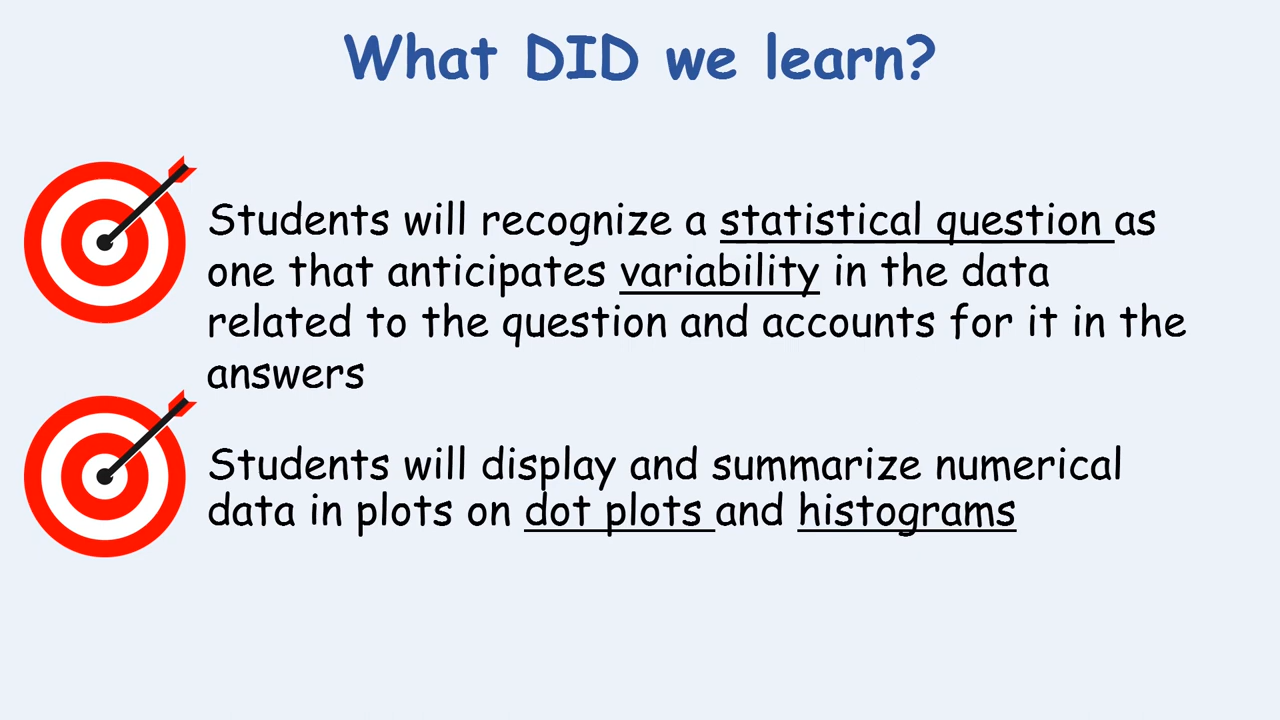 What DID we learn?
Students will recognize a statistical question as
one that anticipates variability in the data
related to the question and accounts for it in the
answers
Students will display and summarize numerical
data in plots on dot plots and histograms